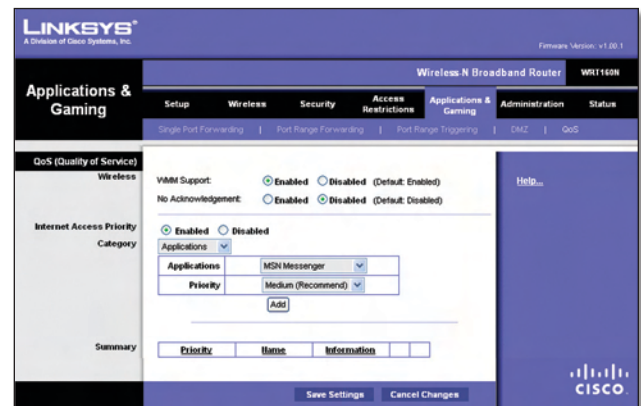 LINKSYS®
A Division of Cisco Systems, Inc.
Firmware Version: v1.00.1
Wireless-N Broadband Router WRT160N
Applications & Gaming
Setup Wireless Security Access Restrictions Applications & Gaming Administration Status
Single Port Forwarding | Port Range Forwarding | Port Range Triggering | DMZ | QoS
QoS (Quality of Service)
Wireless
WMM Support: Enabled Disabled (Default: Enabled)
Help...
No Acknowledgement: Enabled Disabled (Default: Disabled)
Internet Access Priority Enabled Disabled
Category Applications
Applications MSN Messenger
Priority Medium (Recommend)
Add
Summary
Priority Name Information
Save Settings Cancel Changes
CISCO